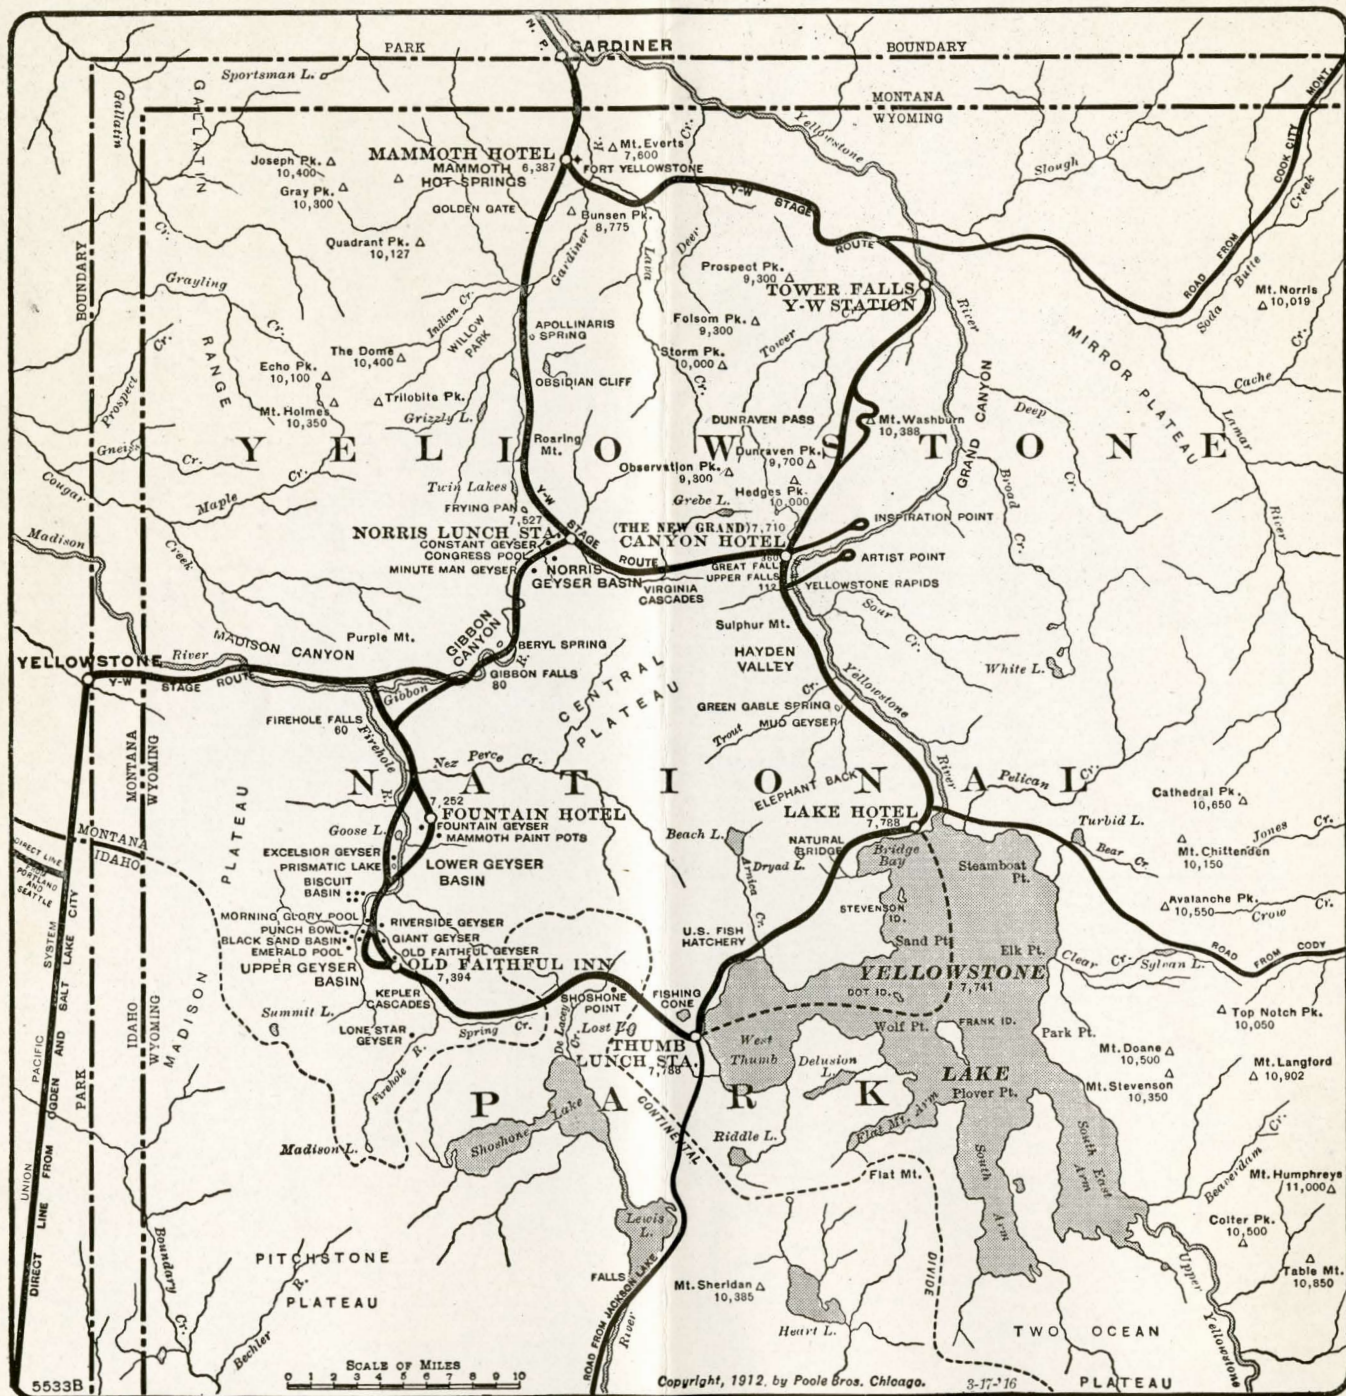 N. P.
GARDINER
PARK
BOUNDARY
Sportsman L.
Gallatin
GALLATIN
MONTANA
WYOMING
COOK CITY
MONT.
Yellowstone
Slough
Cr.
Cr.
R.
Mt. Everts
7,600
MAMMOTH HOTEL
6,387
MAMMOTH
HOT SPRINGS
FORT YELLOWSTONE
Joseph Pk.
10,400
Gray Pk.
10,300
GOLDEN GATE
Bunsen Pk.
8,775
Y-W
STAGE
ROUTE
Creek
Quadrant Pk.
10,127
Cr.
BOUNDARY
Gardiner
Lava
Deer
Cr.
ROAD
FROM
Soda
Butte
Mt. Norris
10,019
Prospect Pk.
9,300
TOWER FALLS
Y-W STATION
Grayling
Cr.
Indian Cr.
WILLOW
PARK
APOLLINARIS
SPRING
Folsom Pk.
9,300
Tower
Cr.
River
MIRROR PLATEAU
Cr.
RANGE
The Dome
10,400
Echo Pk.
10,100
Storm Pk.
10,000
Prospect
Cr.
OBSIDIAN CLIFF
Cache
GRAND CANYON
Trilobite Pk.
Mt. Holmes
10,350
Grizzly L.
DUNRAVEN PASS
Mt. Washburn
10,388
Deep
Cr.
Lamar
River
YELLOWSTONE
Gneiss
Cr.
Roaring
Mt.
Dunraven Pk.
9,700
Observation Pk.
9,300
Cougar
Maple
Cr.
Twin Lakes
Y-W
Grebe L.
Hedges Pk.
10,000
Broad
Cr.
FRYING PAN
7,527
NORRIS LUNCH STA.
STAGE
ROUTE
(THE NEW GRAND) 7,710
CANYON HOTEL
INSPIRATION POINT
Madison
Creek
CONSTANT GEYSER
CONGRESS POOL
MINUTE MAN GEYSER
NORRIS
GEYSER BASIN
360
GREAT FALL
UPPER FALLS
112
ARTIST POINT
YELLOWSTONE RAPIDS
VIRGINIA
CASCADES
Sour
Cr.
Sulphur Mt.
MADISON CANYON
Purple Mt.
GIBBON
CANYON
BERYL SPRING
R.
HAYDEN
VALLEY
YELLOWSTONE
River
Y-W
STAGE
ROUTE
Gibbon
GIBBON FALLS
80
CENTRAL
PLATEAU
White L.
Yellowstone
River
Cr.
GREEN GABLE SPRING
MUD GEYSER
Trout
FIREHOLE FALLS
60
Firehole
R.
MONTANA
WYOMING
Nez Perce Cr.
NATIONAL
ELEPHANT BACK
Pelican
Cr.
LAKE HOTEL
7,788
Cathedral Pk.
10,650
7,252
FOUNTAIN HOTEL
FOUNTAIN GEYSER
MAMMOTH PAINT POTS
PLATEAU
Goose L.
MONTANA
IDAHO
DIRECT LINE
FROM
PORTLAND
AND
SEATTLE
Beach L.
Arnica
Cr.
NATURAL
BRIDGE
Dryad L.
Bridge
Bay
Turbid L.
Bear
Cr
Jones
Cr.
Mt. Chittenden
10,150
EXCELSIOR GEYSER
PRISMATIC LAKE
BISCUIT
BASIN
LOWER GEYSER
BASIN
Steamboat
Pt.
STEVENSON
ID.
Avalanche Pk.
10,550
Crow
Cr.
MORNING GLORY POOL
PUNCH BOWL
BLACK SAND BASIN
EMERALD POOL
UPPER GEYSER
BASIN
RIVERSIDE GEYSER
GIANT GEYSER
OLD FAITHFUL GEYSER
OLD FAITHFUL INN
7,394
U.S. FISH
HATCHERY
Sand Pt.
Elk Pt.
Clear
Cr.
Sylvan L.
ROAD
FROM
CODY
YELLOWSTONE
7,741
DOT ID.
KEPLER
CASCADES
SHOSHONE
POINT
FISHING
CONE
Summit L.
LONE STAR
GEYSER
Spring
Cr.
De Lacey
Cr.
Lost L.
THUMB
LUNCH STA.
7,788
West
Thumb
Wolf Pt.
FRANK ID.
Park Pt.
Top Notch Pk.
10,050
Delusion
L.
LAKE
Plover Pt.
Mt. Doane
10,500
Mt. Langford
10,902
Mt. Stevenson
10,350
UNION
PACIFIC
SYSTEM
DIRECT LINE FROM OGDEN AND SALT LAKE CITY
PARK
IDAHO
WYOMING
MADISON
Firehole
R.
PARK
Madison L.
Shoshone
Lake
CONTINENTAL
Riddle L.
Flat Mt. Arm
Flat Mt.
South
Arm
South East
Arm
Beaverdam
Cr.
Mt. Humphreys
11,000
Colter Pk.
10,500
Boundary
Cr.
PITCHSTONE
PLATEAU
Bechler
R.
Lewis
L.
FALLS
ROAD FROM JACKSON LAKE
River
Mt. Sheridan
10,385
Heart L.
DIVIDE
TWO OCEAN
PLATEAU
Upper
Yellowstone
Table Mt.
10,850
SCALE OF MILES
0 1 2 3 4 5 6 7 8 9 10
5533B
Copyright, 1912, by Poole Bros. Chicago.
3-17-'16